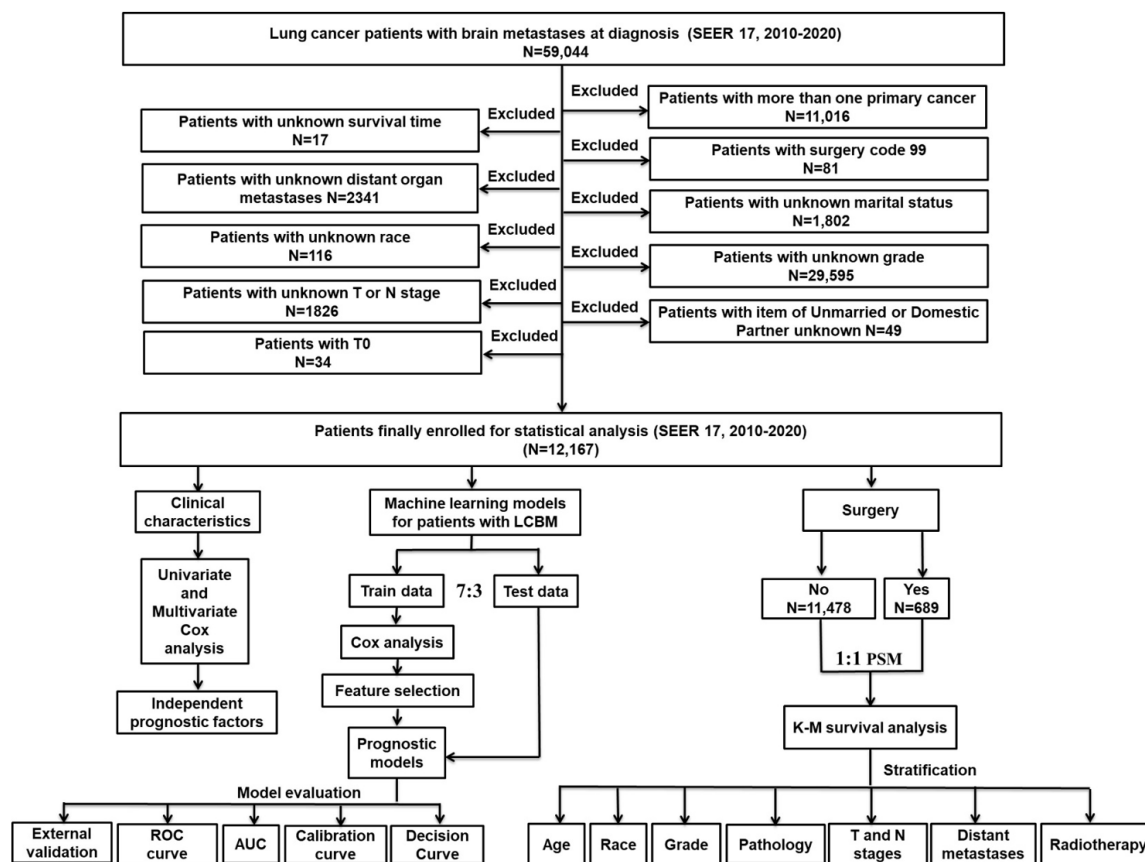 Lung cancer patients with brain metastases at diagnosis (SEER 17, 2010-2020)
N=59,044
Excluded
Patients with more than one primary cancer
N=11,016
Excluded
Patients with unknown survival time
N=17
Excluded
Patients with surgery code 99
N=81
Excluded
Patients with unknown distant organ
metastases N=2341
Excluded
Patients with unknown marital status
N=1,802
Excluded
Patients with unknown race
N=116
Excluded
Patients with unknown grade
N=29,595
Excluded
Patients with unknown T or N stage
N=1826
Excluded
Patients with item of Unmarried or Domestic
Partner unknown N=49
Excluded
Patients with T0
N=34
Patients finally enrolled for statistical analysis (SEER 17, 2010-2020)
(N=12,167)
Clinical
characteristics
Univariate
and
Multivariate
Cox
analysis
Independent
prognostic factors
Machine learning models
for patients with LCBM
Train data
7:3
Test data
Cox analysis
Feature selection
Prognostic
models
Model evaluation
External
validation
ROC
curve
AUC
Calibration
curve
Decision
Curve
Surgery
No
N=11,478
Yes
N=689
1:1 PSM
K-M survival analysis
Stratification
Age
Race
Grade
Pathology
T and N
stages
Distant
metastases
Radiotherapy